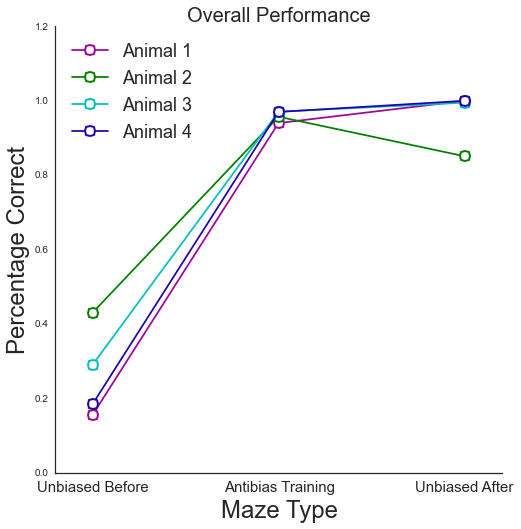 Overall Performance
1.2
1.0
0.8
0.6
0.4
0.2
0.0
Percentage Correct
Animal 1
Animal 2
Animal 3
Animal 4
Unbiased Before
Antibias Training
Unbiased After
Maze Type